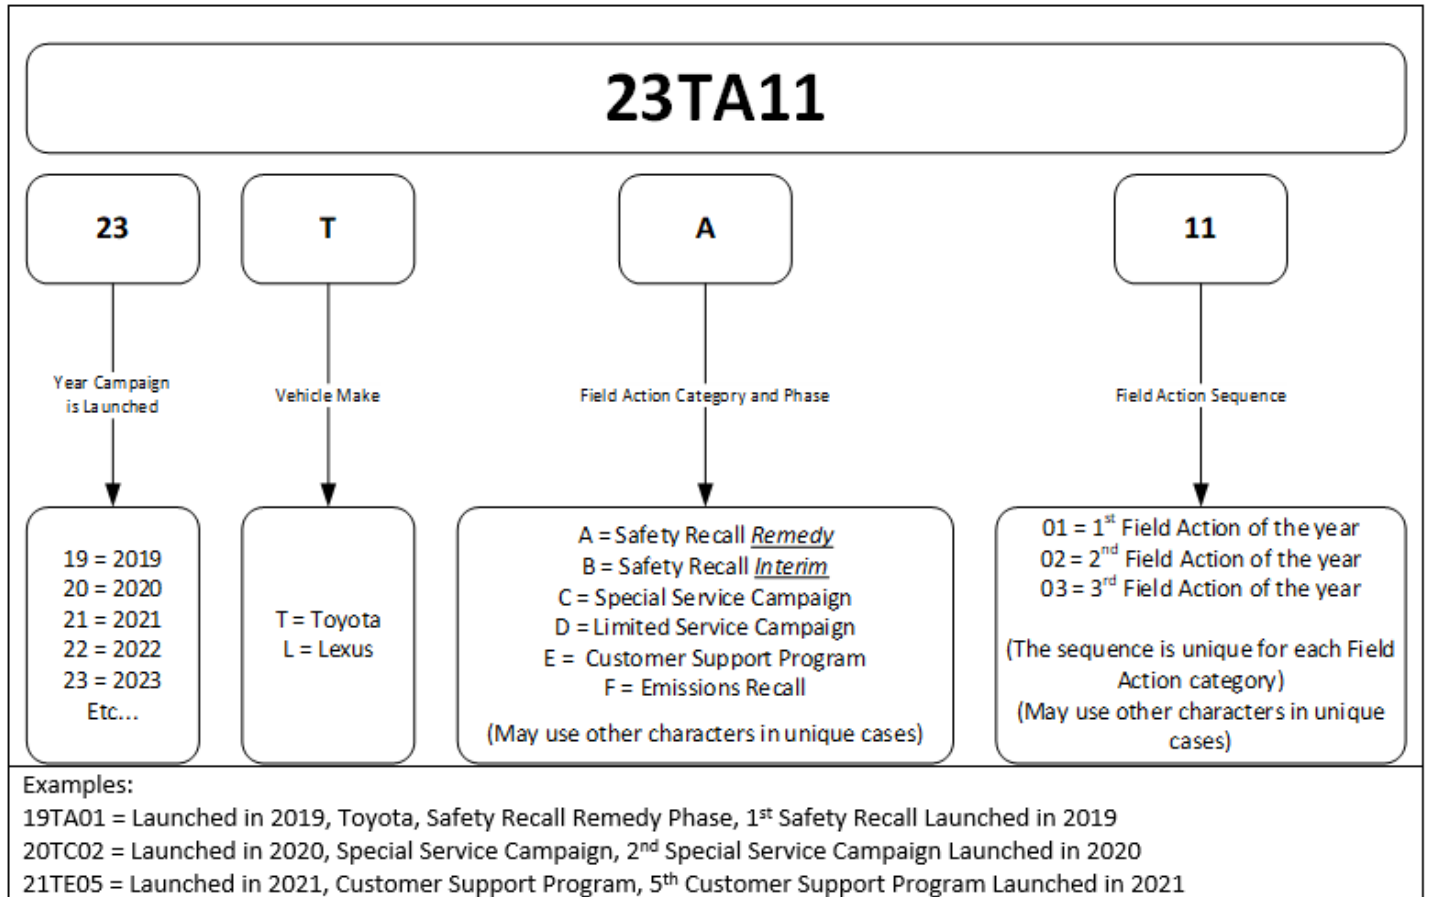 23TA11
23
T
A
11
Year Campaign
is Launched
Vehicle Make
Field Action Category and Phase
Field Action Sequence
19 = 2019
20 = 2020
21 = 2021
22 = 2022
23 = 2023
Etc...
T = Toyota
L = Lexus
A = Safety Recall Remedy
B = Safety Recall Interim
C = Special Service Campaign
D = Limited Service Campaign
E = Customer Support Program
F = Emissions Recall
(May use other characters in unique cases)
01 = 1st Field Action of the year
02 = 2nd Field Action of the year
03 = 3rd Field Action of the year
(The sequence is unique for each Field
Action category)
(May use other characters in unique
cases)
Examples:
19TA01 = Launched in 2019, Toyota, Safety Recall Remedy Phase, 1st Safety Recall Launched in 2019
20TC02 = Launched in 2020, Special Service Campaign, 2nd Special Service Campaign Launched in 2020
21TE05 = Launched in 2021, Customer Support Program, 5th Customer Support Program Launched in 2021